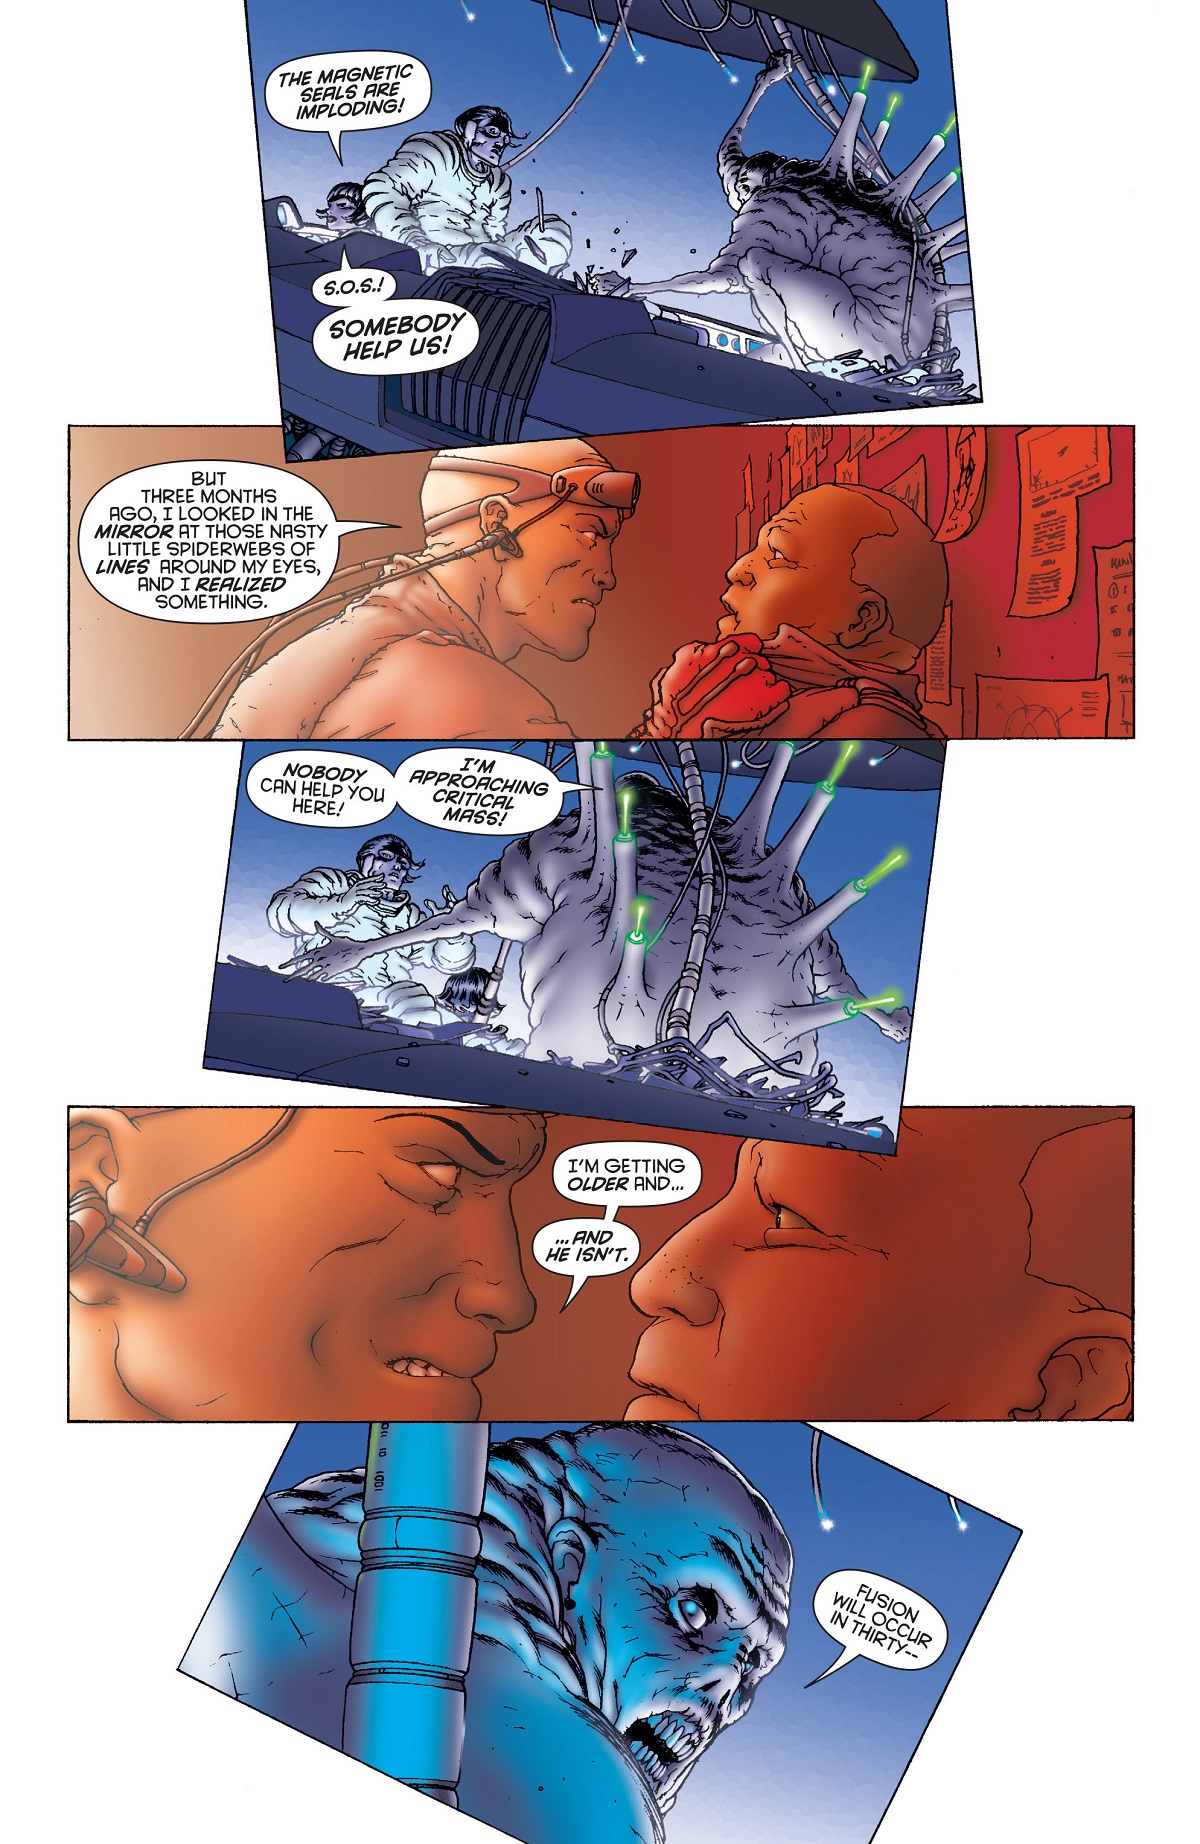 THE MAGNETIC
SEALS ARE
IMPLODING!
S.O.S.!
SOMEBODY
HELP US!
BUT
THREE MONTHS
AGO, I LOOKED IN THE
MIRROR AT THOSE NASTY
LITTLE SPIDERWEBS OF
LINES AROUND MY EYES,
AND I REALIZED
SOMETHING.
NOBODY
CAN HELP YOU
HERE!
I'M
APPROACHING
CRITICAL
MASS!
I'M GETTING
OLDER AND...
...AND
HE ISN'T.
FUSION
WILL OCCUR
IN THIRTY--